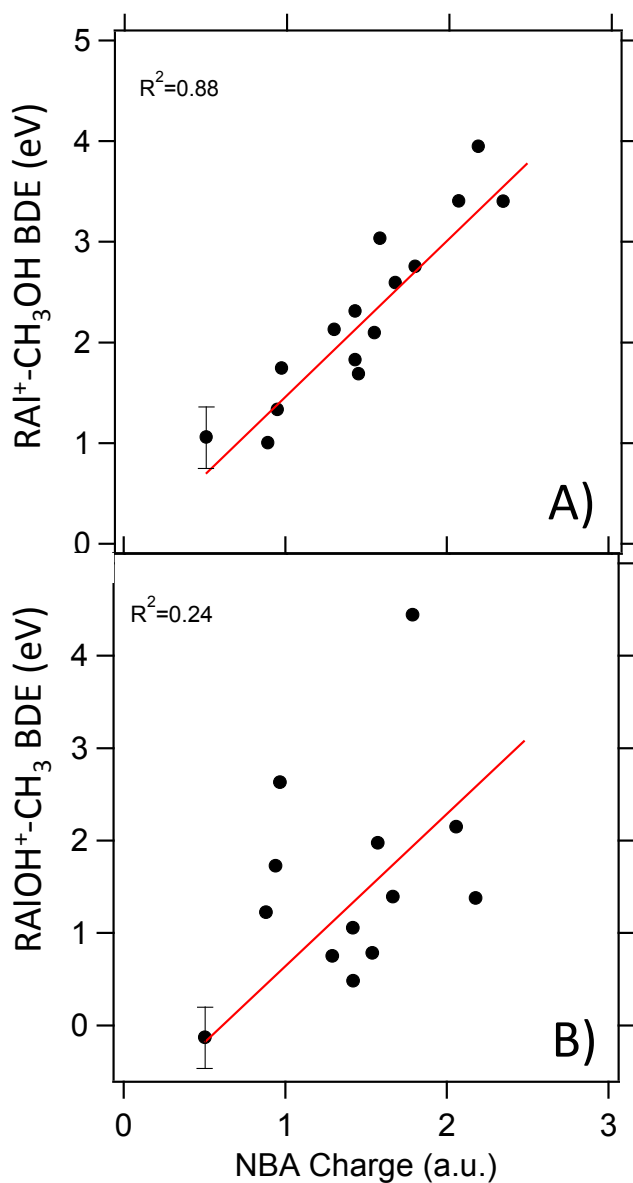 5
R²=0.88
4
3
2
1
0
RAl⁺-CH₃OH BDE (eV)
A)
R²=0.24
4
3
2
1
0
RAlOH⁺-CH₃ BDE (eV)
B)
0 1 2 3
NBA Charge (a.u.)